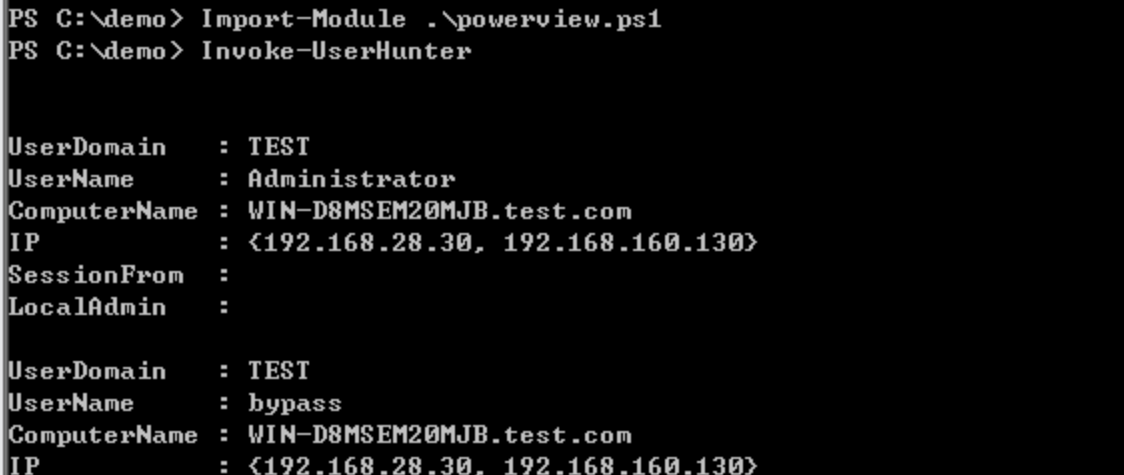 PS C:\demo> Import-Module .\powerview.ps1
PS C:\demo> Invoke-UserHunter
UserDomain : TEST
UserName : Administrator
ComputerName : WIN-D8MSEM20MJB.test.com
IP : {192.168.28.30, 192.168.160.130}
SessionFrom :
LocalAdmin :
UserDomain : TEST
UserName : bypass
ComputerName : WIN-D8MSEM20MJB.test.com
IP : {192.168.28.30, 192.168.160.130}